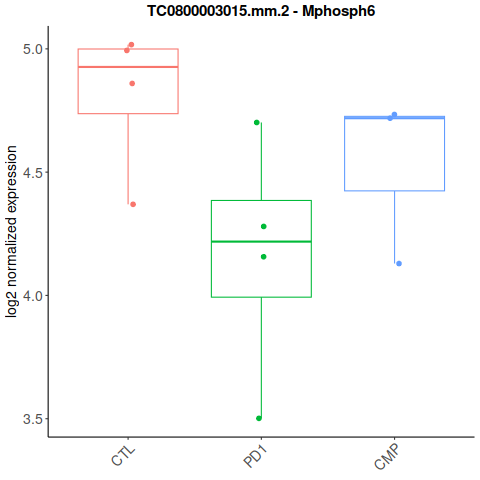 TC0800003015.mm.2 - Mphosph6
log2 normalized expression
5.0
4.5
4.0
3.5
CTL
PD1
CMP